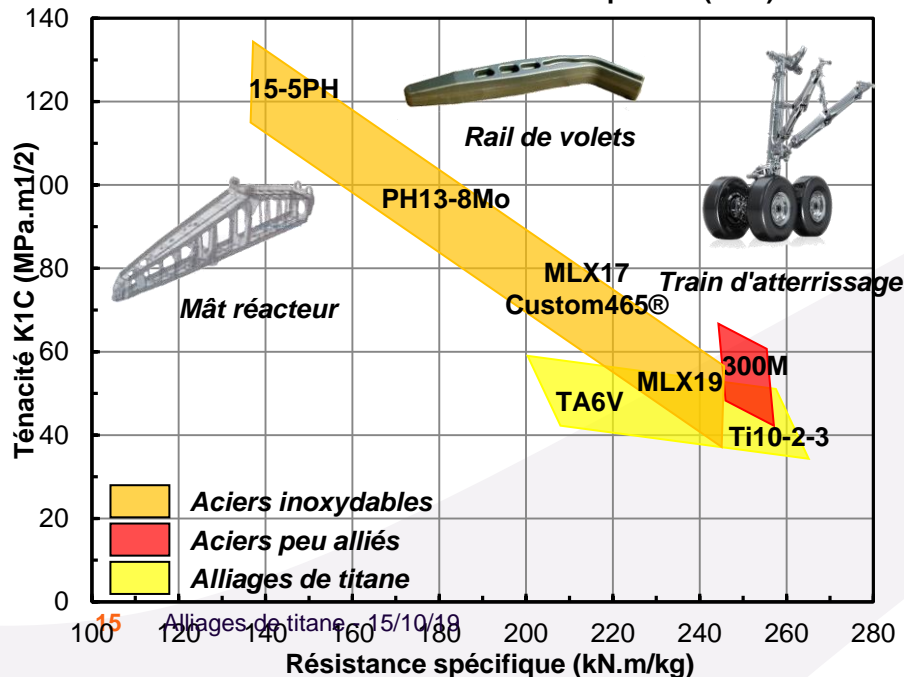 140
120
100
80
60
40
20
0
Ténacité K1C (MPa.m1/2)
15-5PH
Rail de volets
PH13-8Mo
Mât réacteur
MLX17
Custom465®
Train d'atterrissage
300M
MLX19
TA6V
Ti10-2-3
Aciers inoxydables
Aciers peu alliés
Alliages de titane
15 Alliages de titane - 15/10/19
100 120 140 160 180 200 220 240 260 280
Résistance spécifique (kN.m/kg)